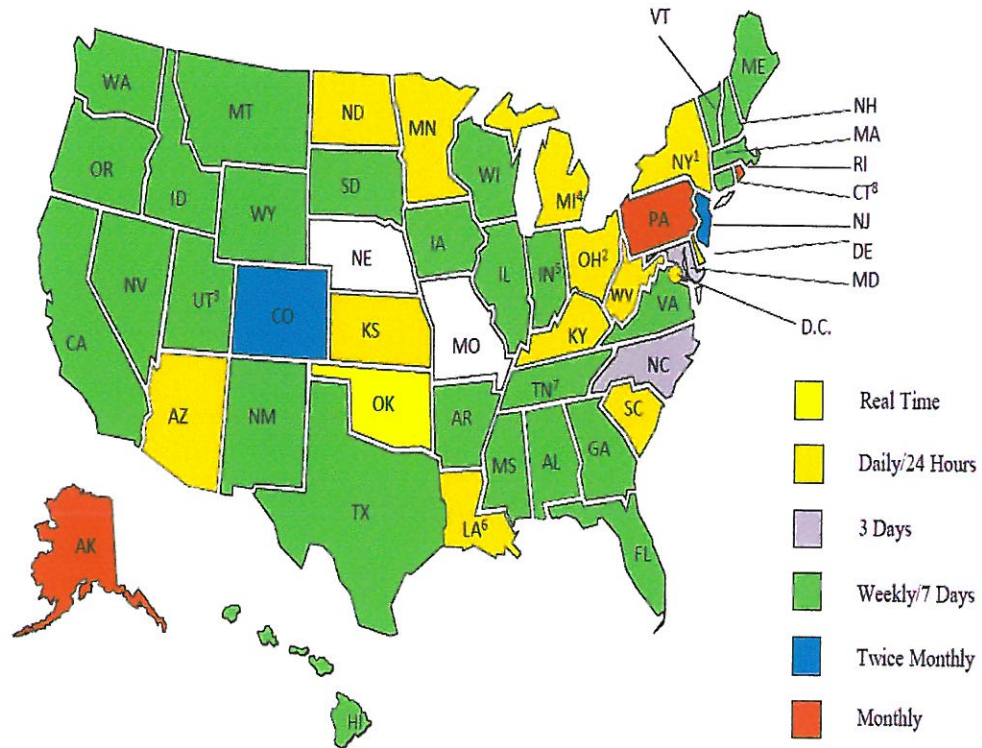 VT
ME
WA
NH
MT
ND
MN
MA
OR
NY¹
RI
ID
SD
WI
MI⁴
CT⁸
WY
PA
NJ
IA
NE
OH²
DE
NV
UT³
IL
IN⁵
WV
MD
VA
CO
KS
KY
D.C.
CA
MO
NC
TN⁷
OK
AZ
NM
AR
SC
MS
AL
GA
TX
LA⁶
FL
AK
HI
Real Time
Daily/24 Hours
3 Days
Weekly/7 Days
Twice Monthly
Monthly